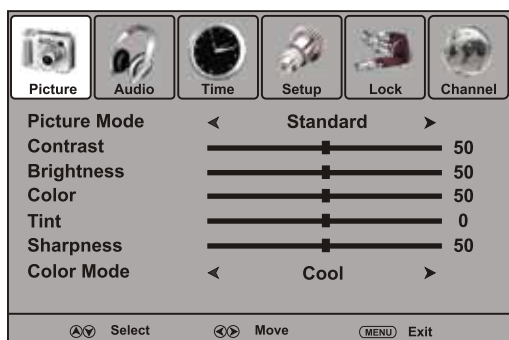 Picture Audio Time Setup Lock Channel
Picture Mode Standard
Contrast 50
Brightness 50
Color 50
Tint 0
Sharpness 50
Color Mode Cool
Select Move MENU Exit